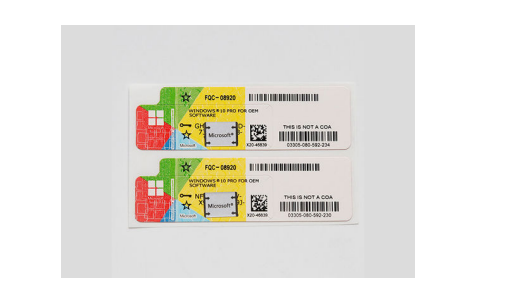 FQC-08920
WINDOWS® 10 PRO FOR OEM
SOFTWARE
GH
Microsoft®
Microsoft
X20-46839
THIS IS NOT A COA
03305-080-592-234
FQC-08920
WINDOWS® 10 PRO FOR OEM
SOFTWARE
NF
Microsoft®
Microsoft
X20-46839
THIS IS NOT A COA
03305-080-592-230